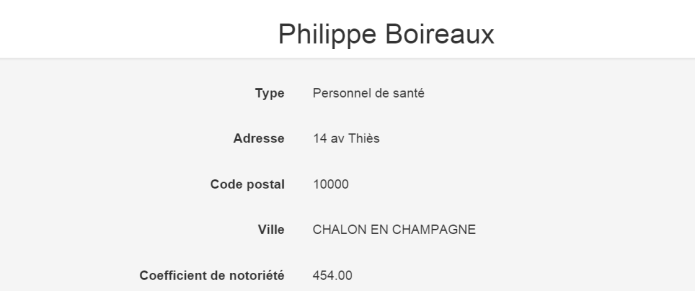 Philippe Boireaux
Type Personnel de santé
Adresse 14 av Thiès
Code postal 10000
Ville CHALON EN CHAMPAGNE
Coefficient de notoriété 454.00